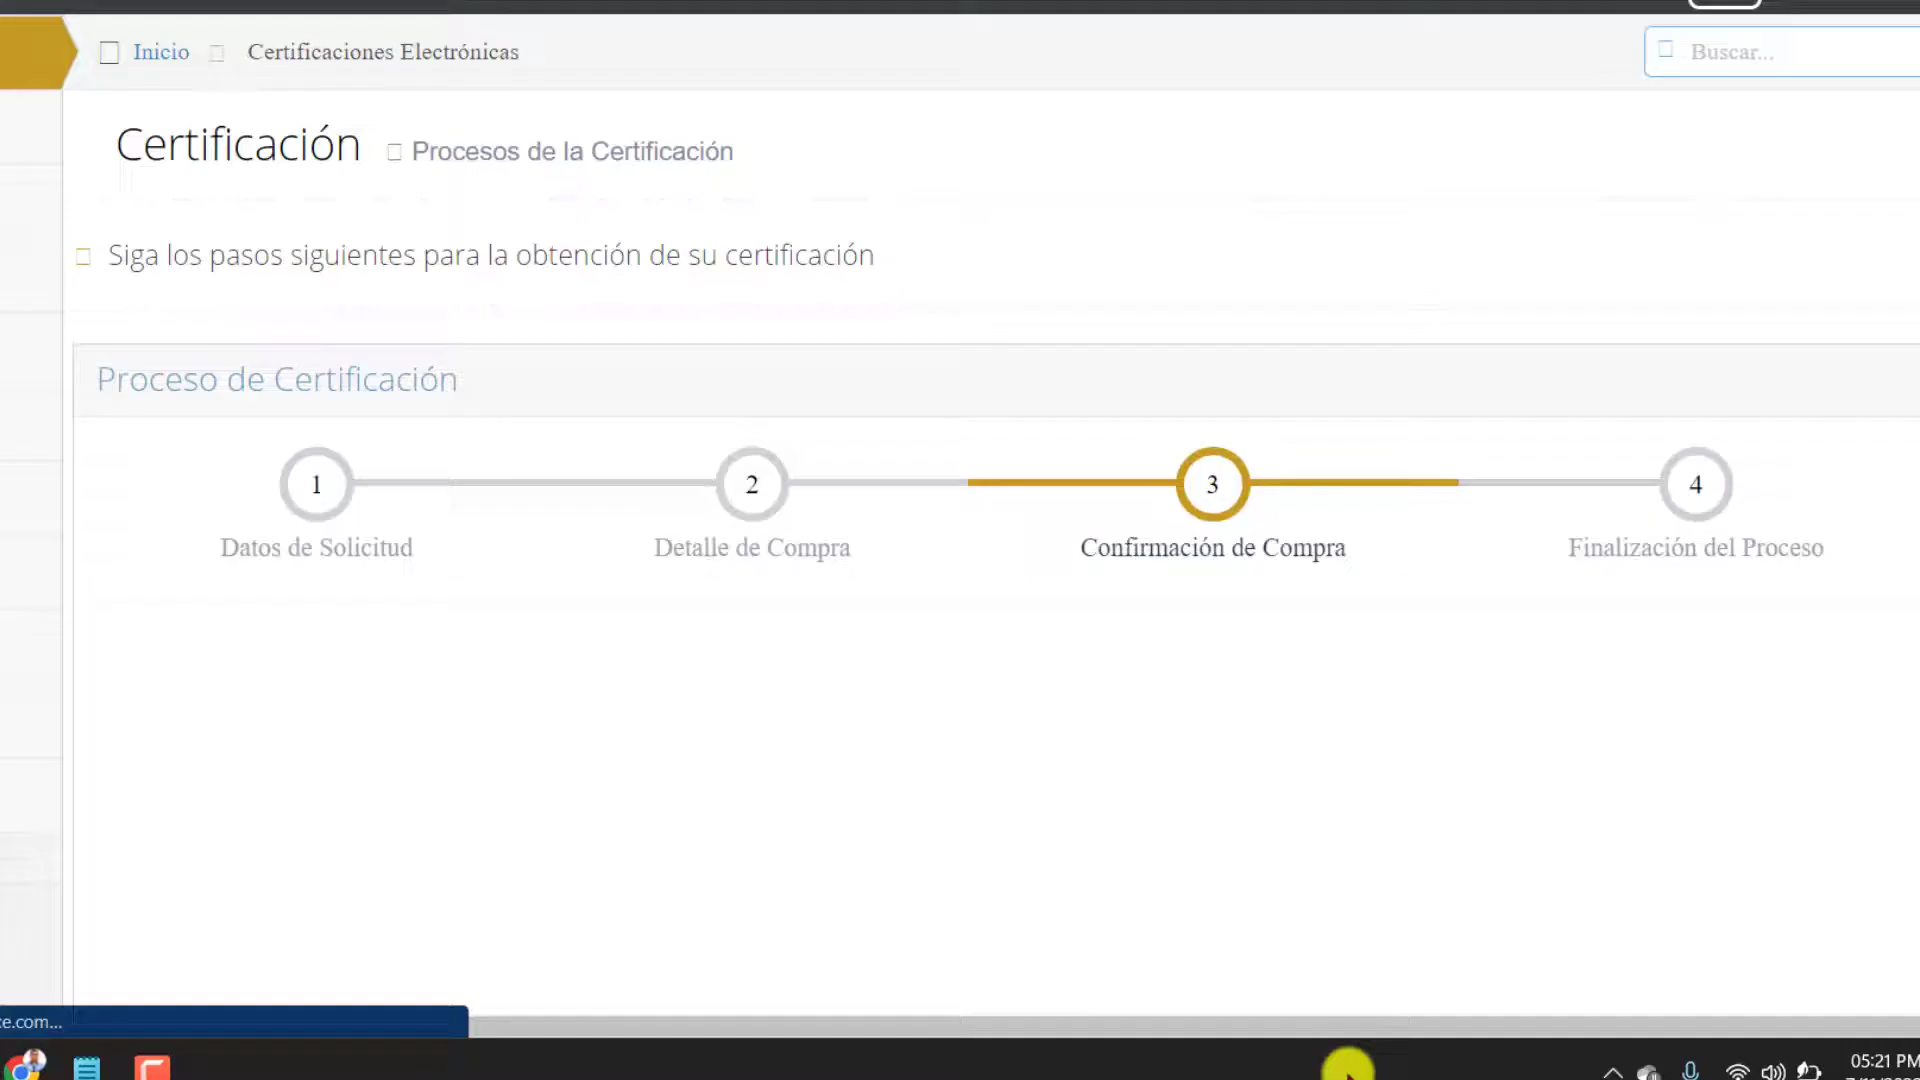 Inicio Certificaciones Electrónicas
Buscar...
Certificación Procesos de la Certificación
Siga los pasos siguientes para la obtención de su certificación
Proceso de Certificación
1 2 3 4
Datos de Solicitud Detalle de Compra Confirmación de Compra Finalización del Proceso
ce.com...
05:21 PM